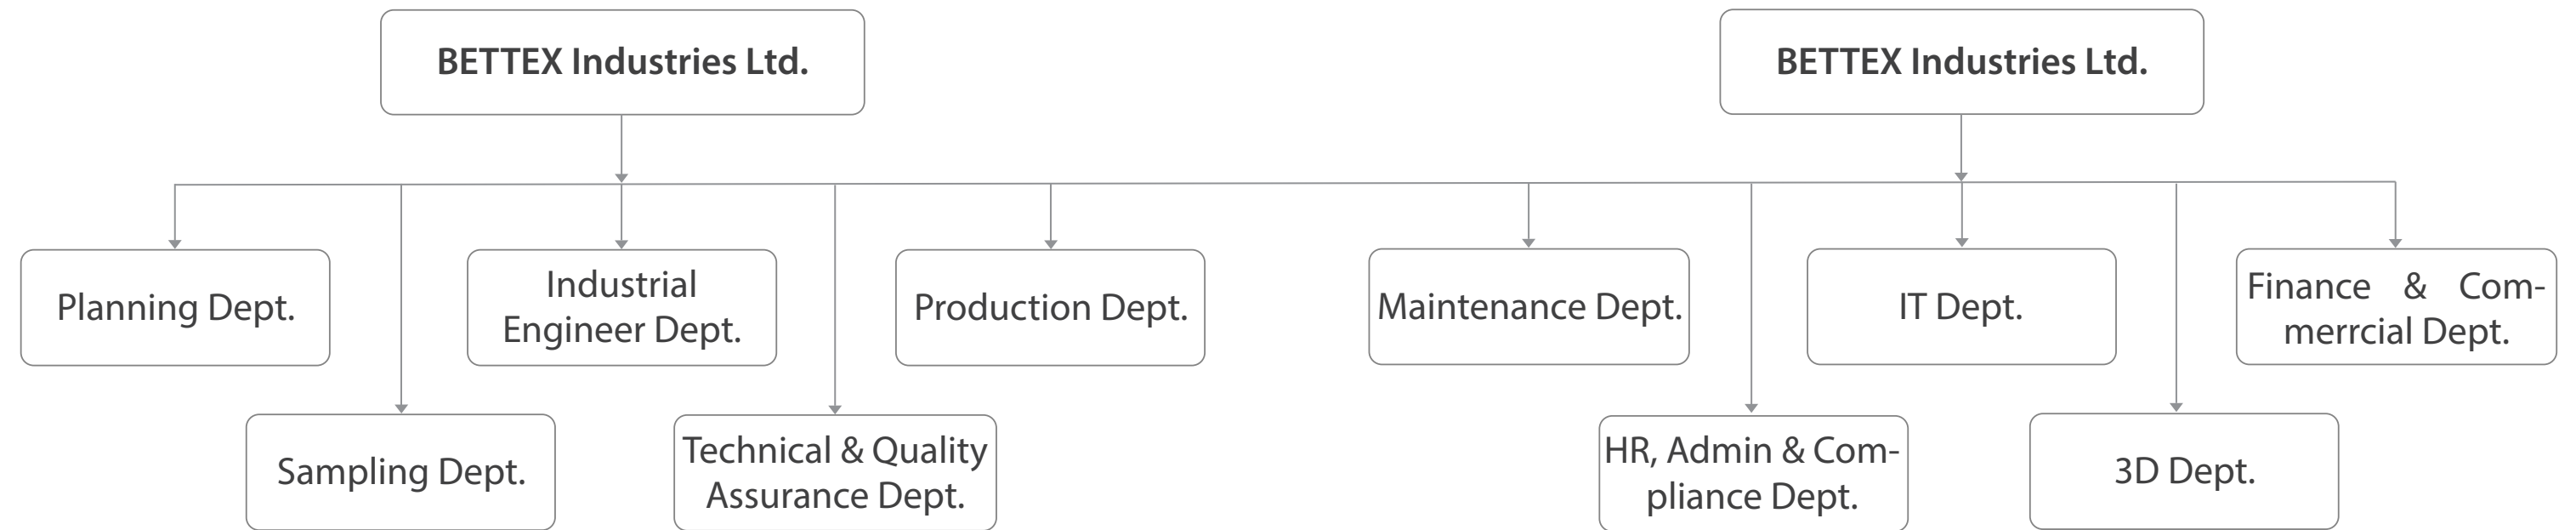 BETTEX Industries Ltd.
BETTEX Industries Ltd.
Planning Dept.
Industrial
Engineer Dept.
Production Dept.
Maintenance Dept.
IT Dept.
Finance & Com-
merrcial Dept.
Sampling Dept.
Technical & Quality
Assurance Dept.
HR, Admin & Com-
pliance Dept.
3D Dept.